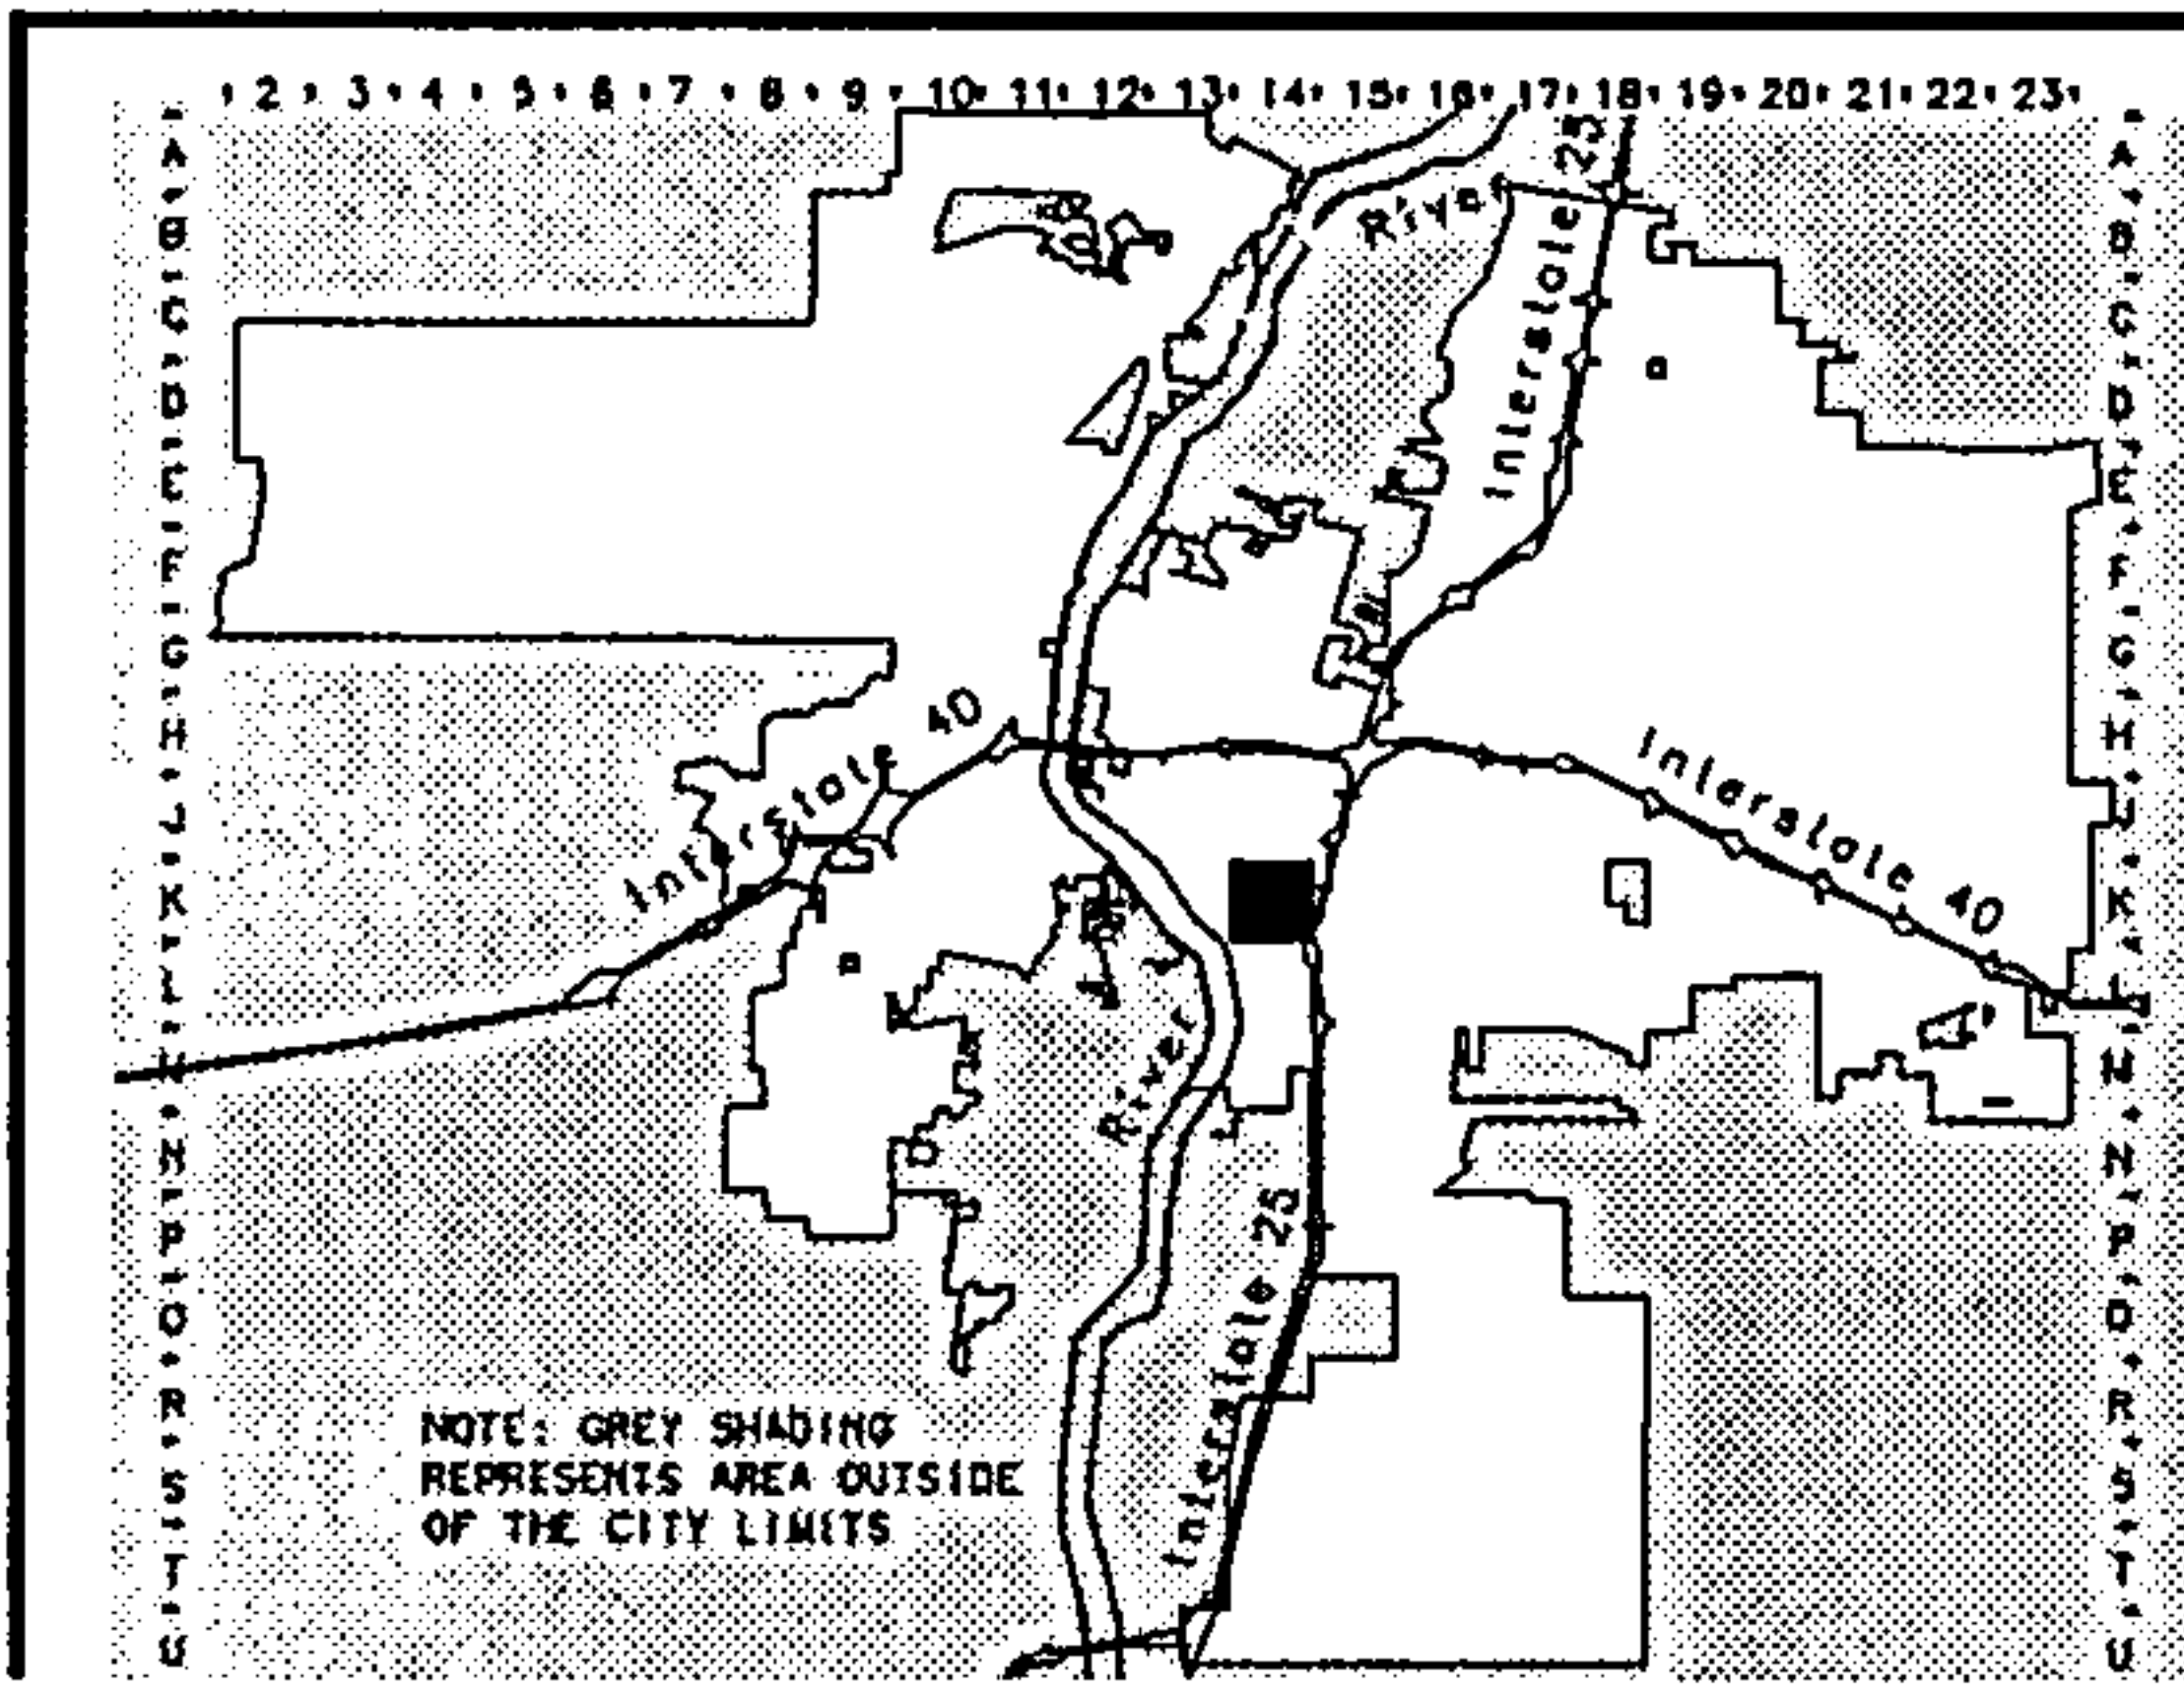 2 3 4 5 6 7 8 9 10 11 12 13 14 15 16 17 18 19 20 21 22 23
A
B
C
D
E
F
G
H
J
K
L
M
N
P
Q
R
S
T
U
River
Interstate 25
Interstate 40
Interstate 40
River
Interstate 25
NOTE: GREY SHADING
REPRESENTS AREA OUTSIDE
OF THE CITY LIMITS
A
B
C
D
E
F
G
H
J
K
L
M
N
P
Q
R
S
T
U